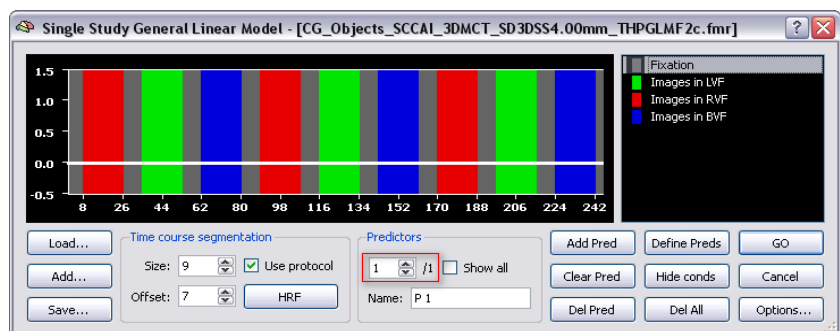 Single Study General Linear Model - [CG_Objects_SCCAI_3DMCT_SD3DSS4.00mm_THPGLMF2c.fmr]
1.5
1.0
0.5
0.0
-0.5
8 26 44 62 80 98 116 134 152 170 188 206 224 242
Fixation
Images in LVF
Images in RVF
Images in BVF
Load...
Add...
Save...
Time course segmentation
Size: 9 Use protocol
Offset: 7 HRF
Predictors
1 /1 Show all
Name: P 1
Add Pred Define Preds GO
Clear Pred Hide conds Cancel
Del Pred Del All Options...